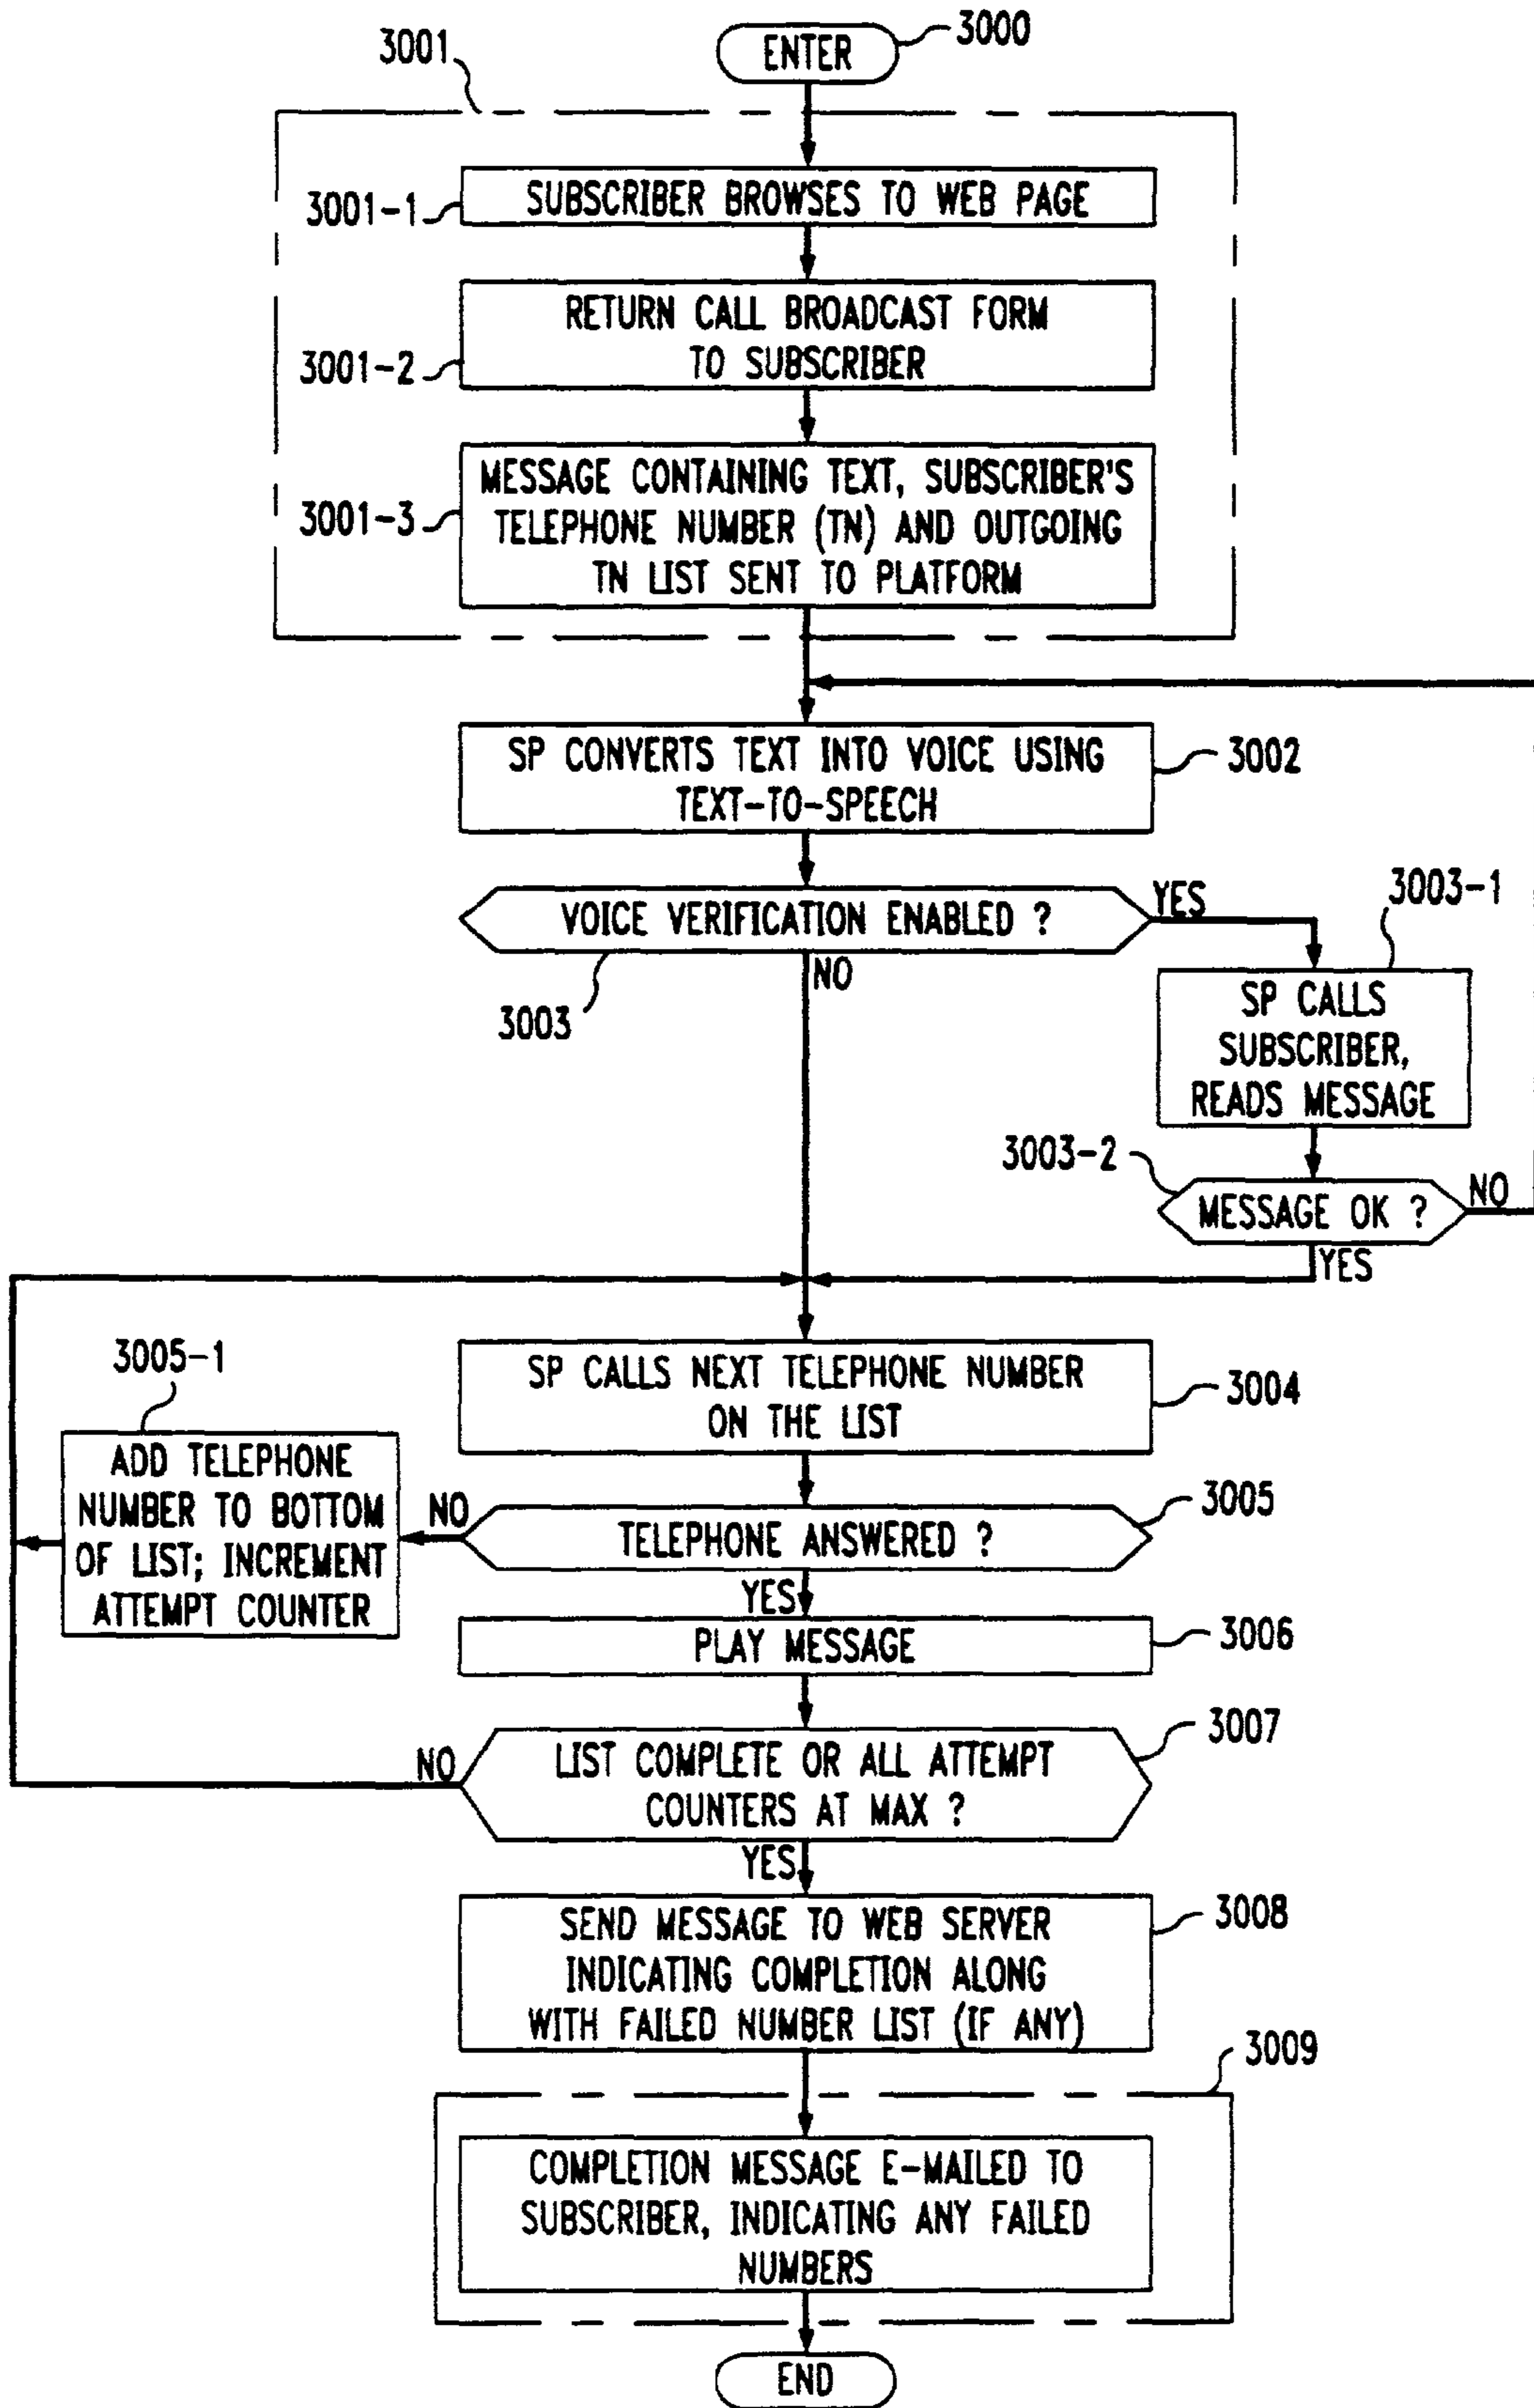 ENTER
3000
3001
3001-1
SUBSCRIBER BROWSES TO WEB PAGE
3001-2
RETURN CALL BROADCAST FORM
TO SUBSCRIBER
3001-3
MESSAGE CONTAINING TEXT, SUBSCRIBER'S
TELEPHONE NUMBER (TN) AND OUTGOING
TN LIST SENT TO PLATFORM
SP CONVERTS TEXT INTO VOICE USING
TEXT-TO-SPEECH
3002
VOICE VERIFICATION ENABLED ?
YES
NO
3003
3003-1
SP CALLS
SUBSCRIBER,
READS MESSAGE
3003-2
MESSAGE OK ?
NO
YES
SP CALLS NEXT TELEPHONE NUMBER
ON THE LIST
3004
3005-1
ADD TELEPHONE
NUMBER TO BOTTOM
OF LIST; INCREMENT
ATTEMPT COUNTER
NO
TELEPHONE ANSWERED ?
3005
YES
PLAY MESSAGE
3006
NO
LIST COMPLETE OR ALL ATTEMPT
COUNTERS AT MAX ?
3007
YES
SEND MESSAGE TO WEB SERVER
INDICATING COMPLETION ALONG
WITH FAILED NUMBER LIST (IF ANY)
3008
3009
COMPLETION MESSAGE E-MAILED TO
SUBSCRIBER, INDICATING ANY FAILED
NUMBERS
END